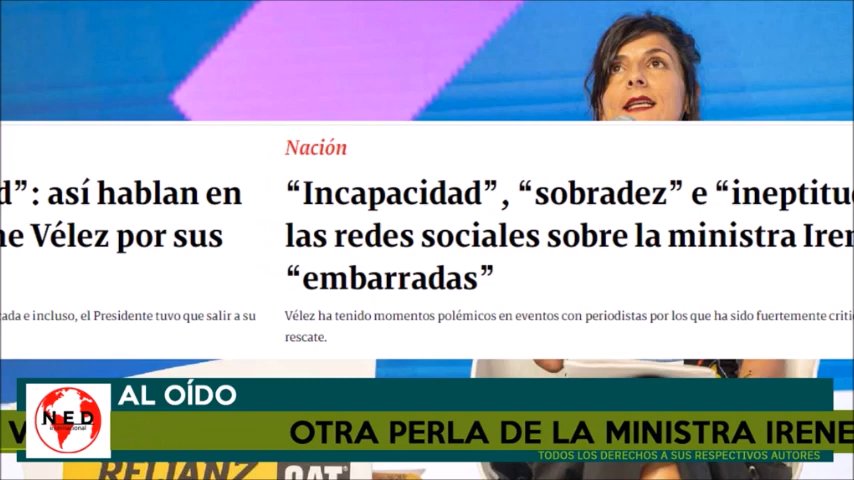 Nación
d”: así hablan en
ne Vélez por sus
ada e incluso, el Presidente tuvo que salir a su
“Incapacidad”, “sobradez” e “ineptitud
las redes sociales sobre la ministra Iren
“embarradas”
Vélez ha tenido momentos polémicos en eventos con periodistas por los que ha sido fuertemente critic
rescate.
AL OÍDO
NED
international
V
OTRA PERLA DE LA MINISTRA IRENE
TODOS LOS DERECHOS A SUS RESPECTIVOS AUTORES
RELIANZ
CAT